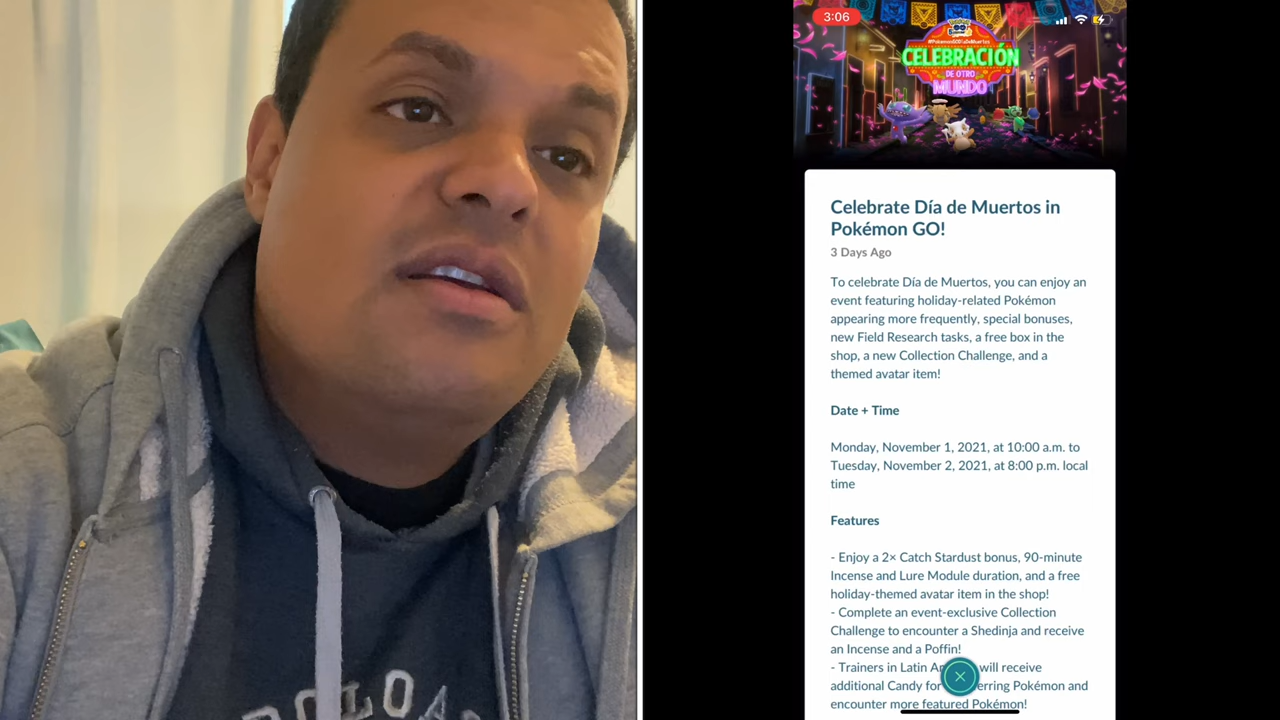 3:06
#PokemonGODiaDeMuertos
CELEBRACIÓN
DE OTRO
MUNDO
Celebrate Día de Muertos in
Pokémon GO!
3 Days Ago
To celebrate Día de Muertos, you can enjoy an
event featuring holiday-related Pokémon
appearing more frequently, special bonuses,
new Field Research tasks, a free box in the
shop, a new Collection Challenge, and a
themed avatar item!
Date + Time
Monday, November 1, 2021, at 10:00 a.m. to
Tuesday, November 2, 2021, at 8:00 p.m. local
time
Features
- Enjoy a 2× Catch Stardust bonus, 90-minute
Incense and Lure Module duration, and a free
holiday-themed avatar item in the shop!
- Complete an event-exclusive Collection
Challenge to encounter a Shedinja and receive
an Incense and a Poffin!
- Trainers in Latin will receive
additional Candy for Pokémon and
encounter more featured Pokémon!